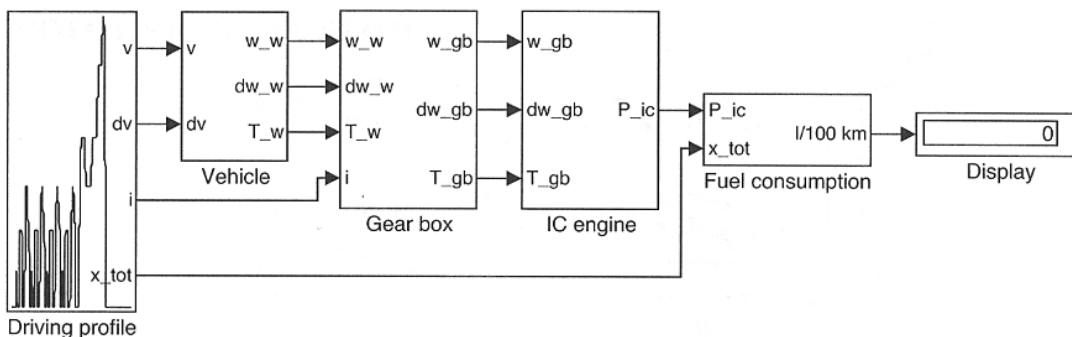 v
dv
i
x_tot
Driving profile
v
dv
w_w
dw_w
T_w
Vehicle
w_w
dw_w
T_w
i
w_gb
dw_gb
T_gb
Gear box
w_gb
dw_gb
T_gb
P_ic
IC engine
P_ic
x_tot
l/100 km
Fuel consumption
0
Display